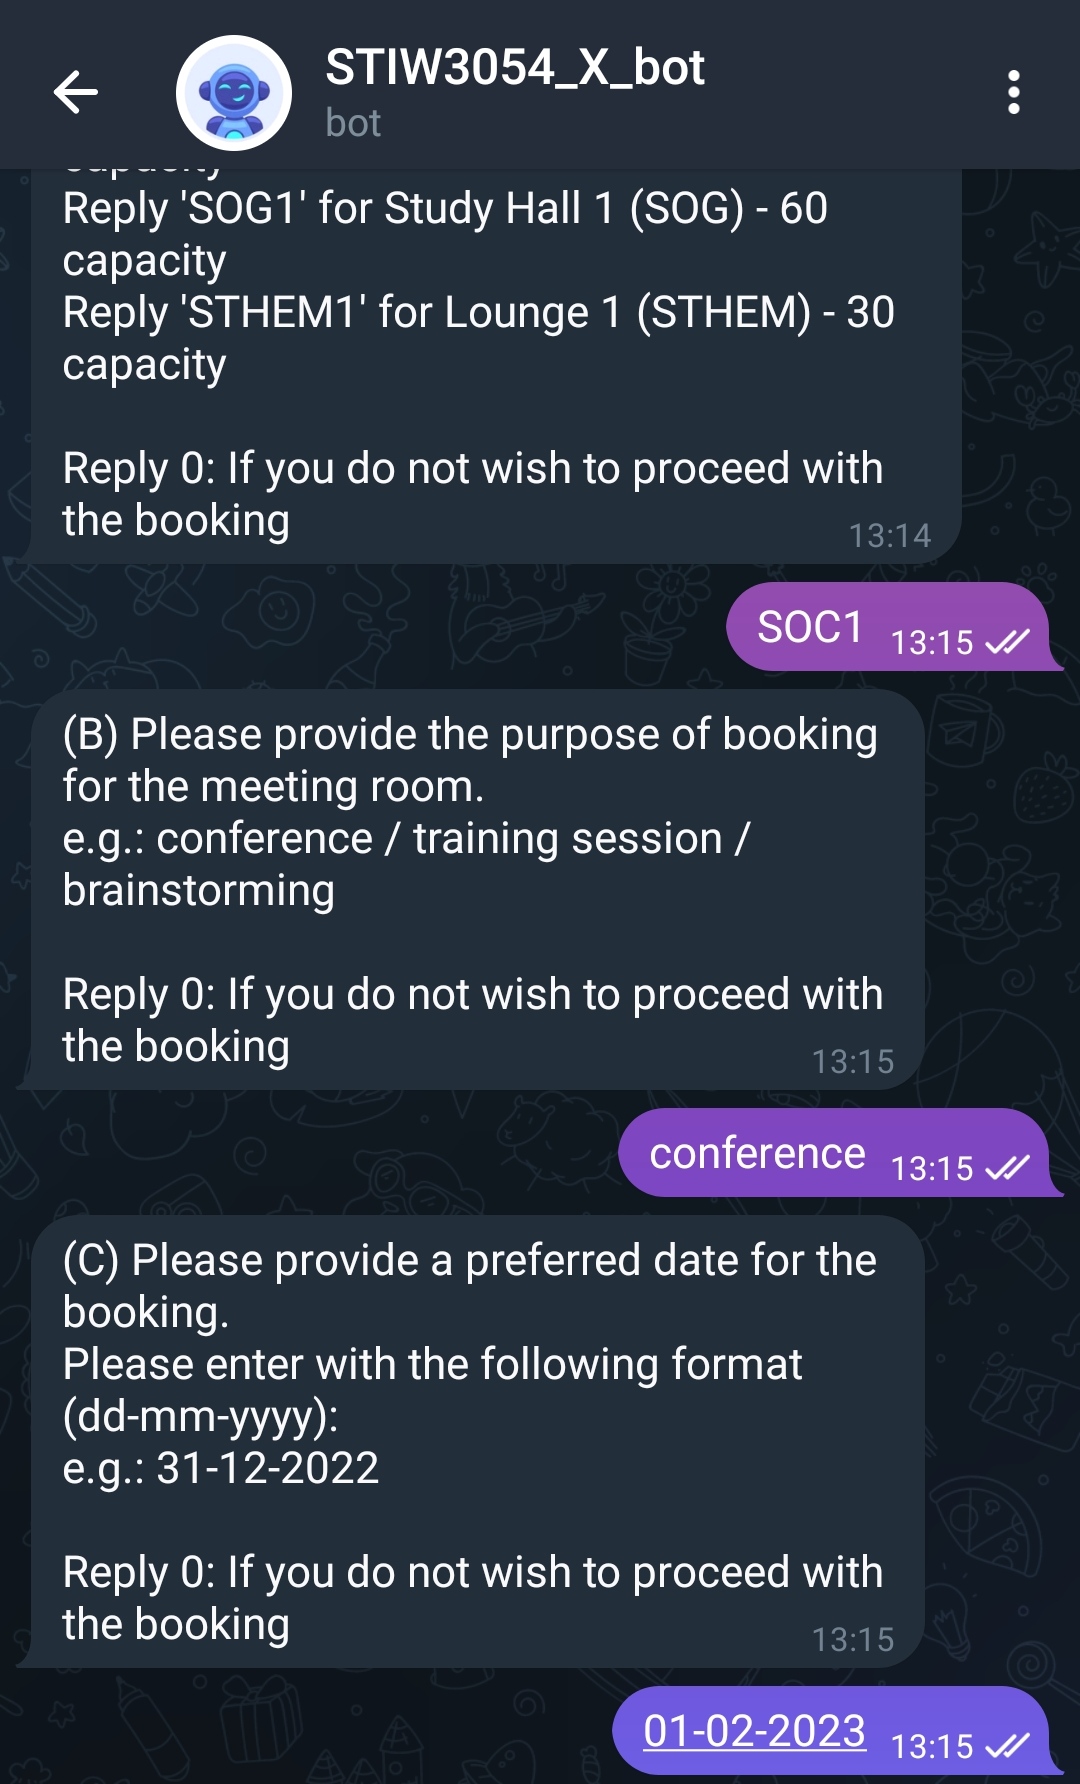 STIW3054_X_bot
bot
capacity
Reply 'SOG1' for Study Hall 1 (SOG) - 60
capacity
Reply 'STHEM1' for Lounge 1 (STHEM) - 30
capacity
Reply 0: If you do not wish to proceed with
the booking
13:14
SOC1 13:15
(B) Please provide the purpose of booking
for the meeting room.
e.g.: conference / training session /
brainstorming
Reply 0: If you do not wish to proceed with
the booking
13:15
conference 13:15
(C) Please provide a preferred date for the
booking.
Please enter with the following format
(dd-mm-yyyy):
e.g.: 31-12-2022
Reply 0: If you do not wish to proceed with
the booking
13:15
01-02-2023 13:15